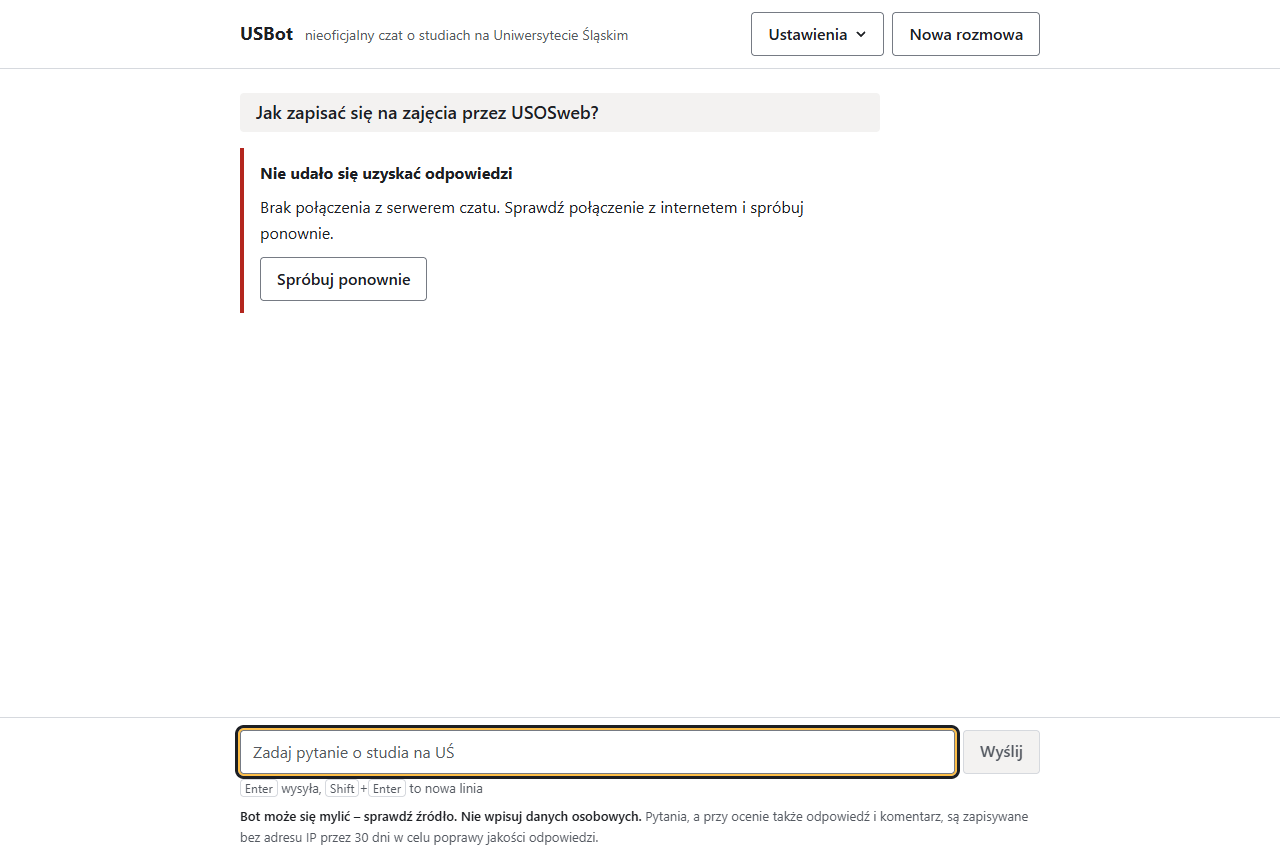 USBot nieoficjalny czat o studiach na Uniwersytecie Śląskim
Ustawienia
Nowa rozmowa
Jak zapisać się na zajęcia przez USOSweb?
Nie udało się uzyskać odpowiedzi
Brak połączenia z serwerem czatu. Sprawdź połączenie z internetem i spróbuj
ponownie.
Spróbuj ponownie
Zadaj pytanie o studia na UŚ
Wyślij
Enter wysyła, Shift + Enter to nowa linia
Bot może się mylić – sprawdź źródło. Nie wpisuj danych osobowych. Pytania, a przy ocenie także odpowiedź i komentarz, są zapisywane
bez adresu IP przez 30 dni w celu poprawy jakości odpowiedzi.